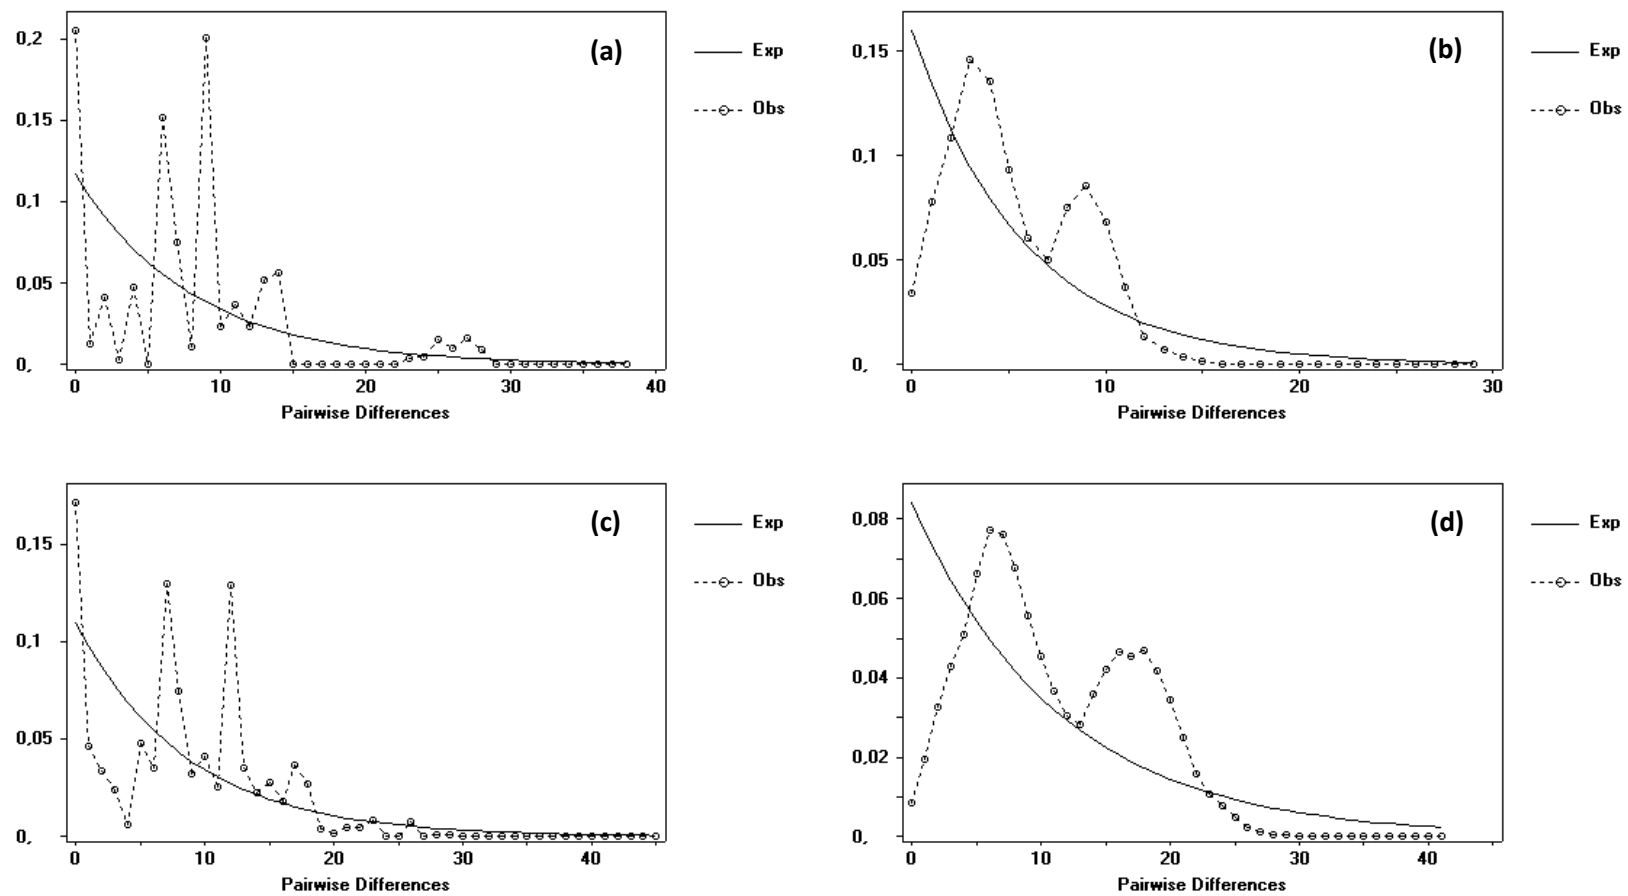 (a)
Exp
Obs
0,2
0,15
0,1
0,05
0,
0 10 20 30 40
Pairwise Differences
(b)
Exp
Obs
0,15
0,1
0,05
0,
0 10 20 30
Pairwise Differences
(c)
Exp
Obs
0,15
0,1
0,05
0,
0 10 20 30 40
Pairwise Differences
(d)
Exp
Obs
0,08
0,06
0,04
0,02
0,
0 10 20 30 40
Pairwise Differences